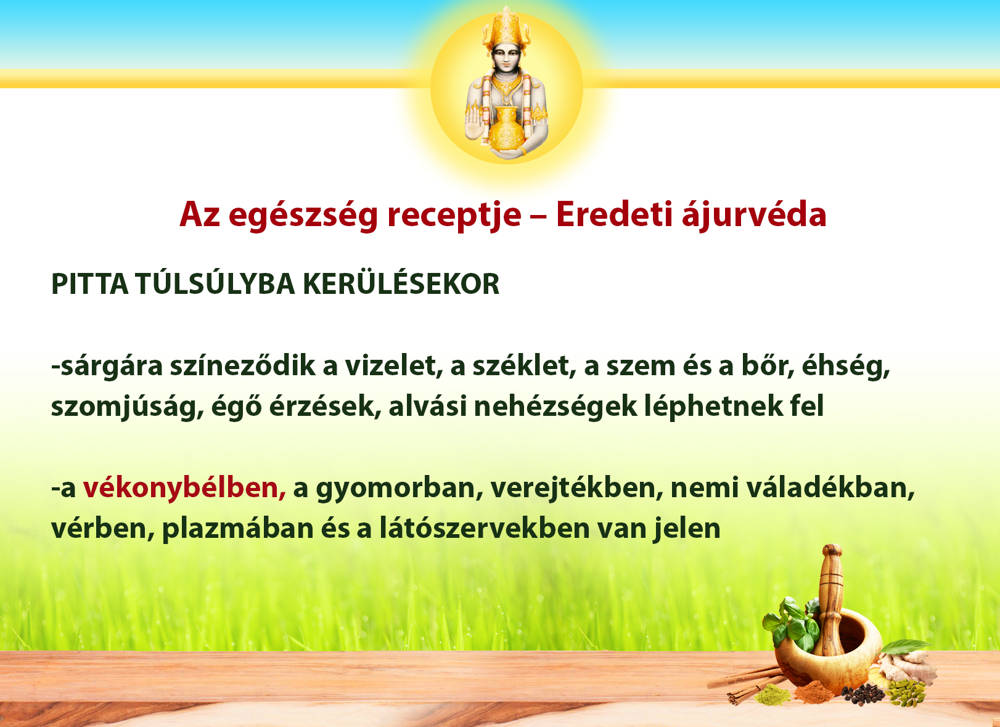 Az egészség receptje – Eredeti ájurvéda
PITTA TÚLSÚLYBA KERÜLÉSEKOR
-sárgára színeződik a vizelet, a széklet, a szem és a bőr, éhség,
szomjúság, égő érzések, alvási nehézségek léphetnek fel
-a vékonybélben, a gyomorban, verejtékben, nemi váladékban,
vérben, plazmában és a látószervekben van jelen